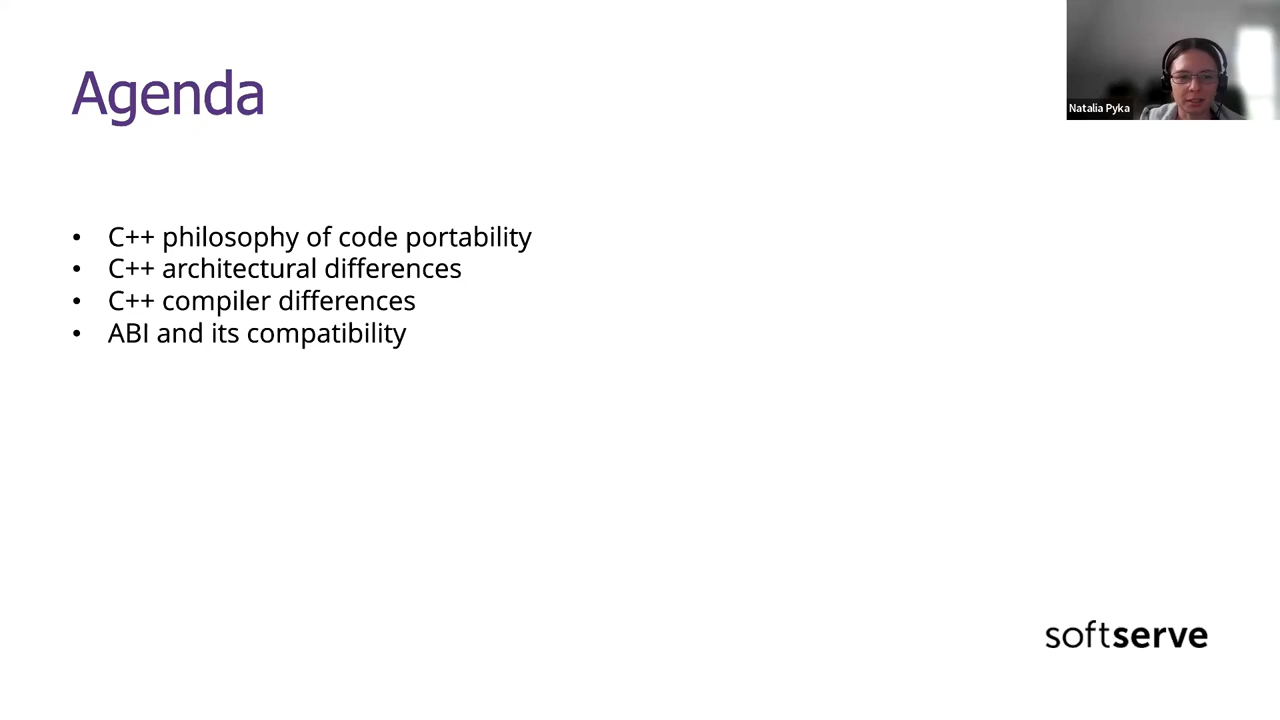 Agenda
Natalia Pyka
• C++ philosophy of code portability
• C++ architectural differences
• C++ compiler differences
• ABI and its compatibility
softserve